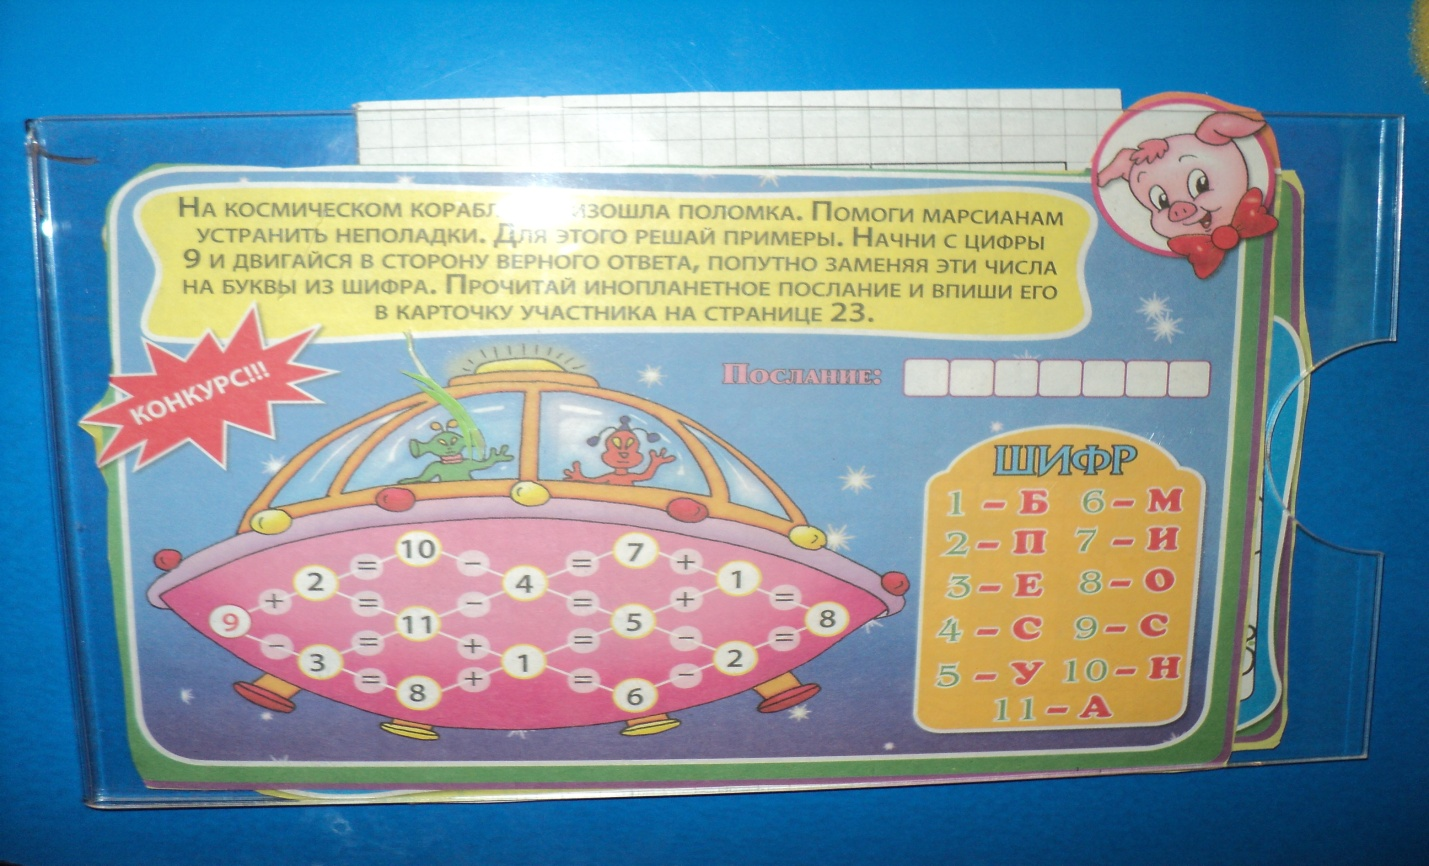 НА КОСМИЧЕСКОМ КОРАБЛ ИЗОШЛА ПОЛОМКА. ПОМОГИ МАРСИАНАМ
УСТРАНИТЬ НЕПОЛАДКИ. ДЛЯ ЭТОГО РЕШАЙ ПРИМЕРЫ. НАЧНИ С ЦИФРЫ
9 И ДВИГАЙСЯ В СТОРОНУ ВЕРНОГО ОТВЕТА, ПОПУТНО ЗАМЕНЯЯ ЭТИ ЧИСЛА
НА БУКВЫ ИЗ ШИФРА. ПРОЧИТАЙ ИНОПЛАНЕТНОЕ ПОСЛАНИЕ И ВПИШИ ЕГО
В КАРТОЧКУ УЧАСТНИКА НА СТРАНИЦЕ 23.
КОНКУРС!!!
ПОСЛАНИЕ:
ШИФР
1 – Б 6 – М
2 – П 7 – И
3 – Е 8 – О
4 – С 9 – С
5 – У 10 – Н
11 – А
10 – = 7 +
2 = 4 1
+ = – = + =
9 11 5 8
– = + = – =
3 1 2
= 8 + = 6 –